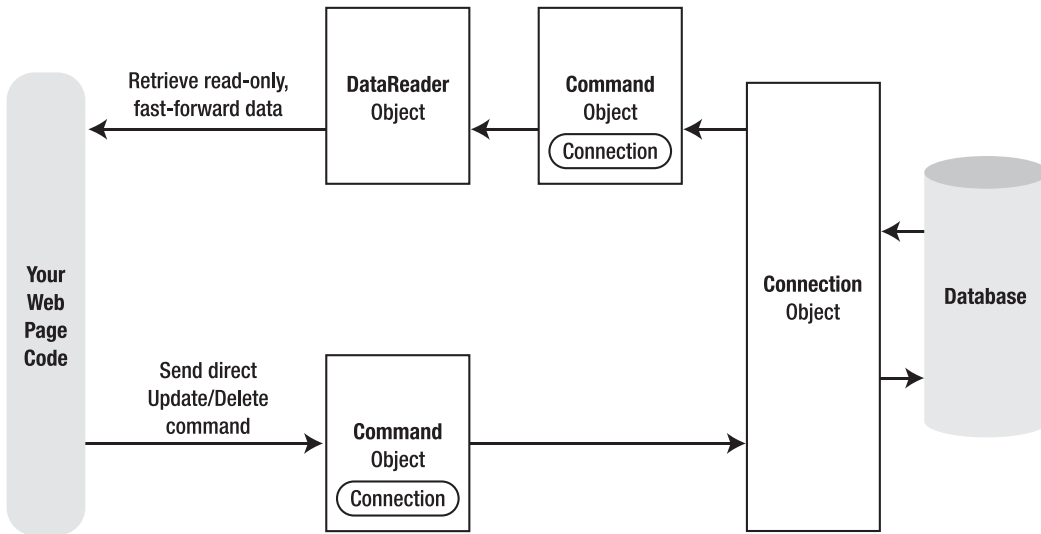 Retrieve read-only,
fast-forward data
DataReader
Object
Command
Object
Connection
Your
Web
Page
Code
Connection
Object
Database
Send direct
Update/Delete
command
Command
Object
Connection